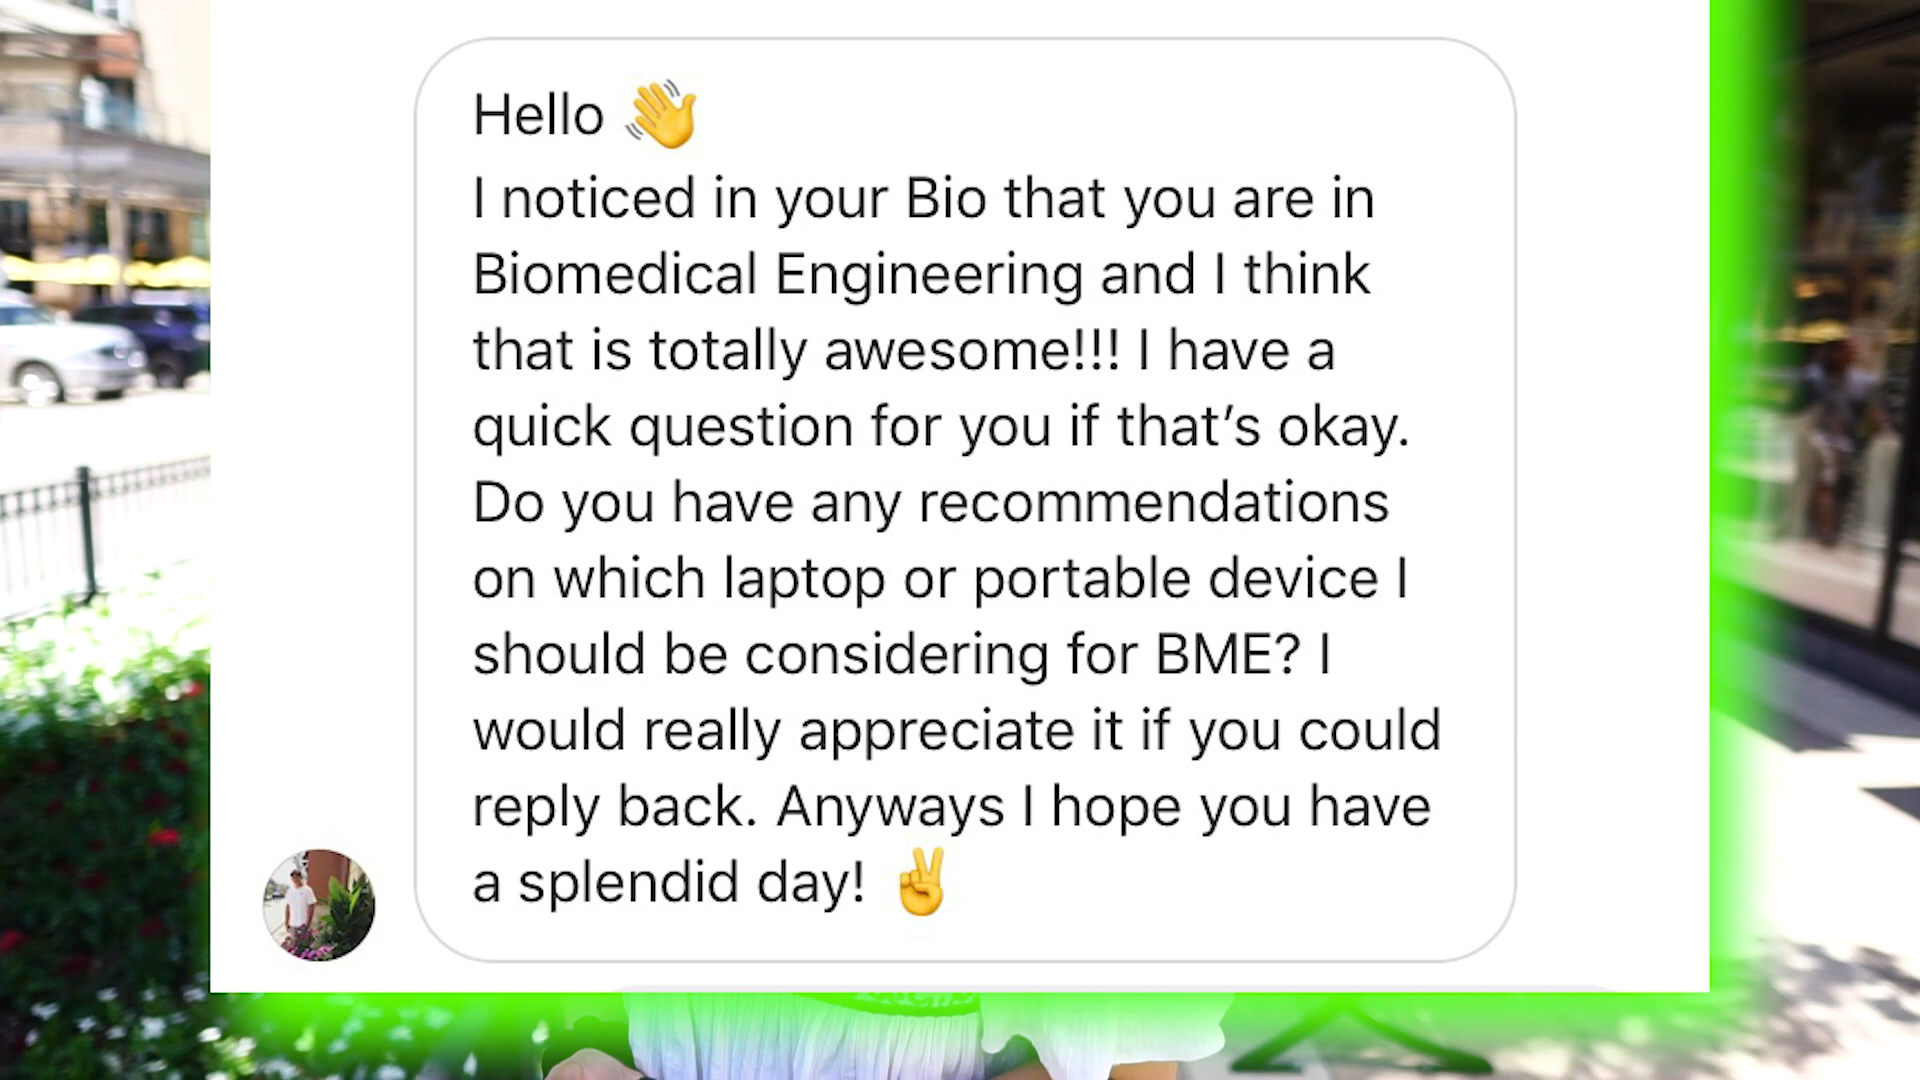 Hello 👋
I noticed in your Bio that you are in
Biomedical Engineering and I think
that is totally awesome!!! I have a
quick question for you if that’s okay.
Do you have any recommendations
on which laptop or portable device I
should be considering for BME? I
would really appreciate it if you could
reply back. Anyways I hope you have
a splendid day! ✌️